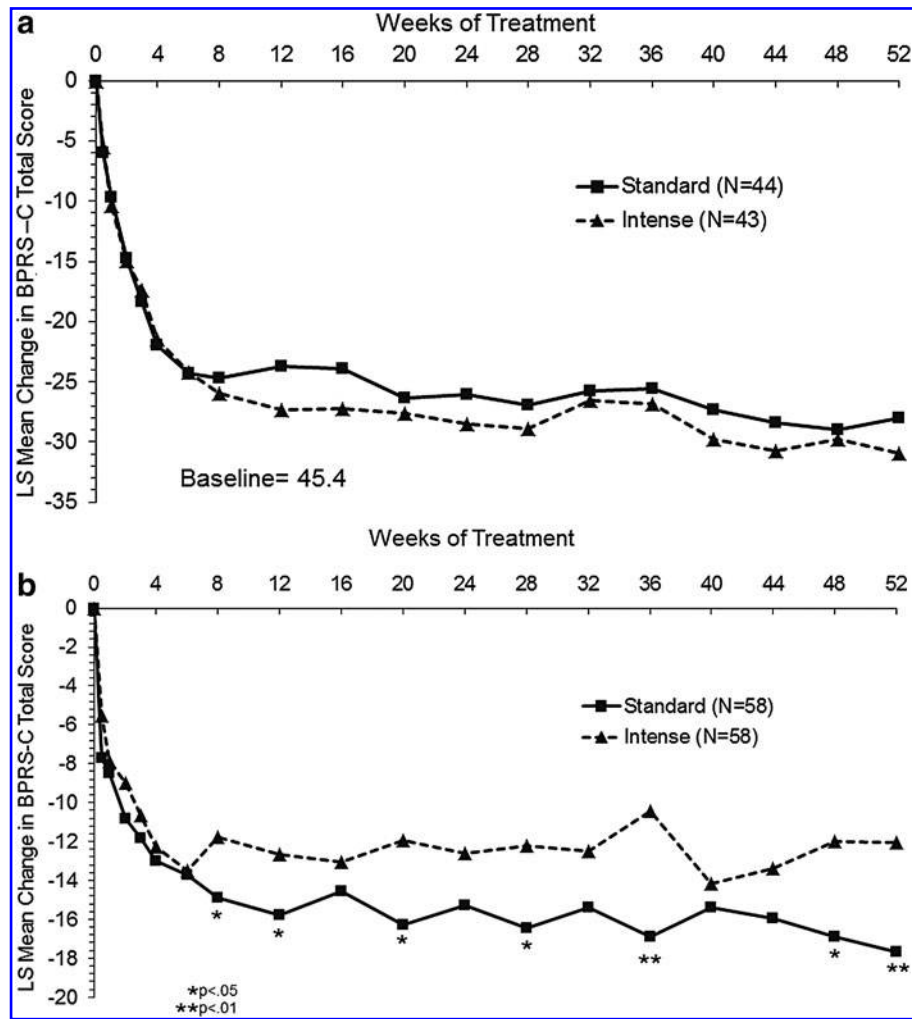 a
Weeks of Treatment
0 2 4 8 12 16 20 24 28 32 36 40 44 48 52
LS Mean Change in BPRS –C Total Score
0
-5
-10
-15
-20
-25
-30
-35
Standard (N=44)
Intense (N=43)
Baseline= 45.4
Weeks of Treatment
b
0 2 4 8 12 16 20 24 28 32 36 40 44 48 52
LS Mean Change in BPRS-C Total Score
0
-2
-4
-6
-8
-10
-12
-14
-16
-18
-20
Standard (N=58)
Intense (N=58)
* * * * ** * **
*p<.05
**p<.01